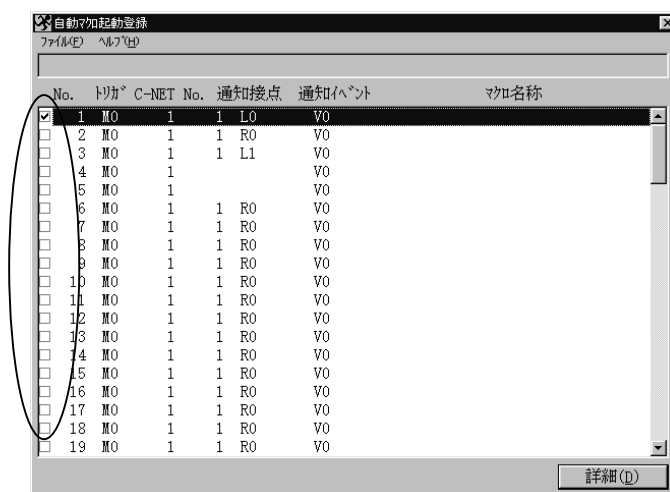 自動ﾏｸﾛ起動登録
ﾌｧｲﾙ(F) ﾍﾙﾌﾟ(H)
No. ﾄﾘｶﾞ C-NET No. 通知接点 通知ｲﾍﾞﾝﾄ ﾏｸﾛ名称
1 M0 1 1 L0 V0
2 M0 1 1 R0 V0
3 M0 1 1 L1 V0
4 M0 1 V0
5 M0 1 V0
6 M0 1 1 R0 V0
7 M0 1 1 R0 V0
8 M0 1 1 R0 V0
9 M0 1 1 R0 V0
10 M0 1 1 R0 V0
11 M0 1 1 R0 V0
12 M0 1 1 R0 V0
13 M0 1 1 R0 V0
14 M0 1 1 R0 V0
15 M0 1 1 R0 V0
16 M0 1 1 R0 V0
17 M0 1 1 R0 V0
18 M0 1 1 R0 V0
19 M0 1 1 R0 V0
詳細(D)